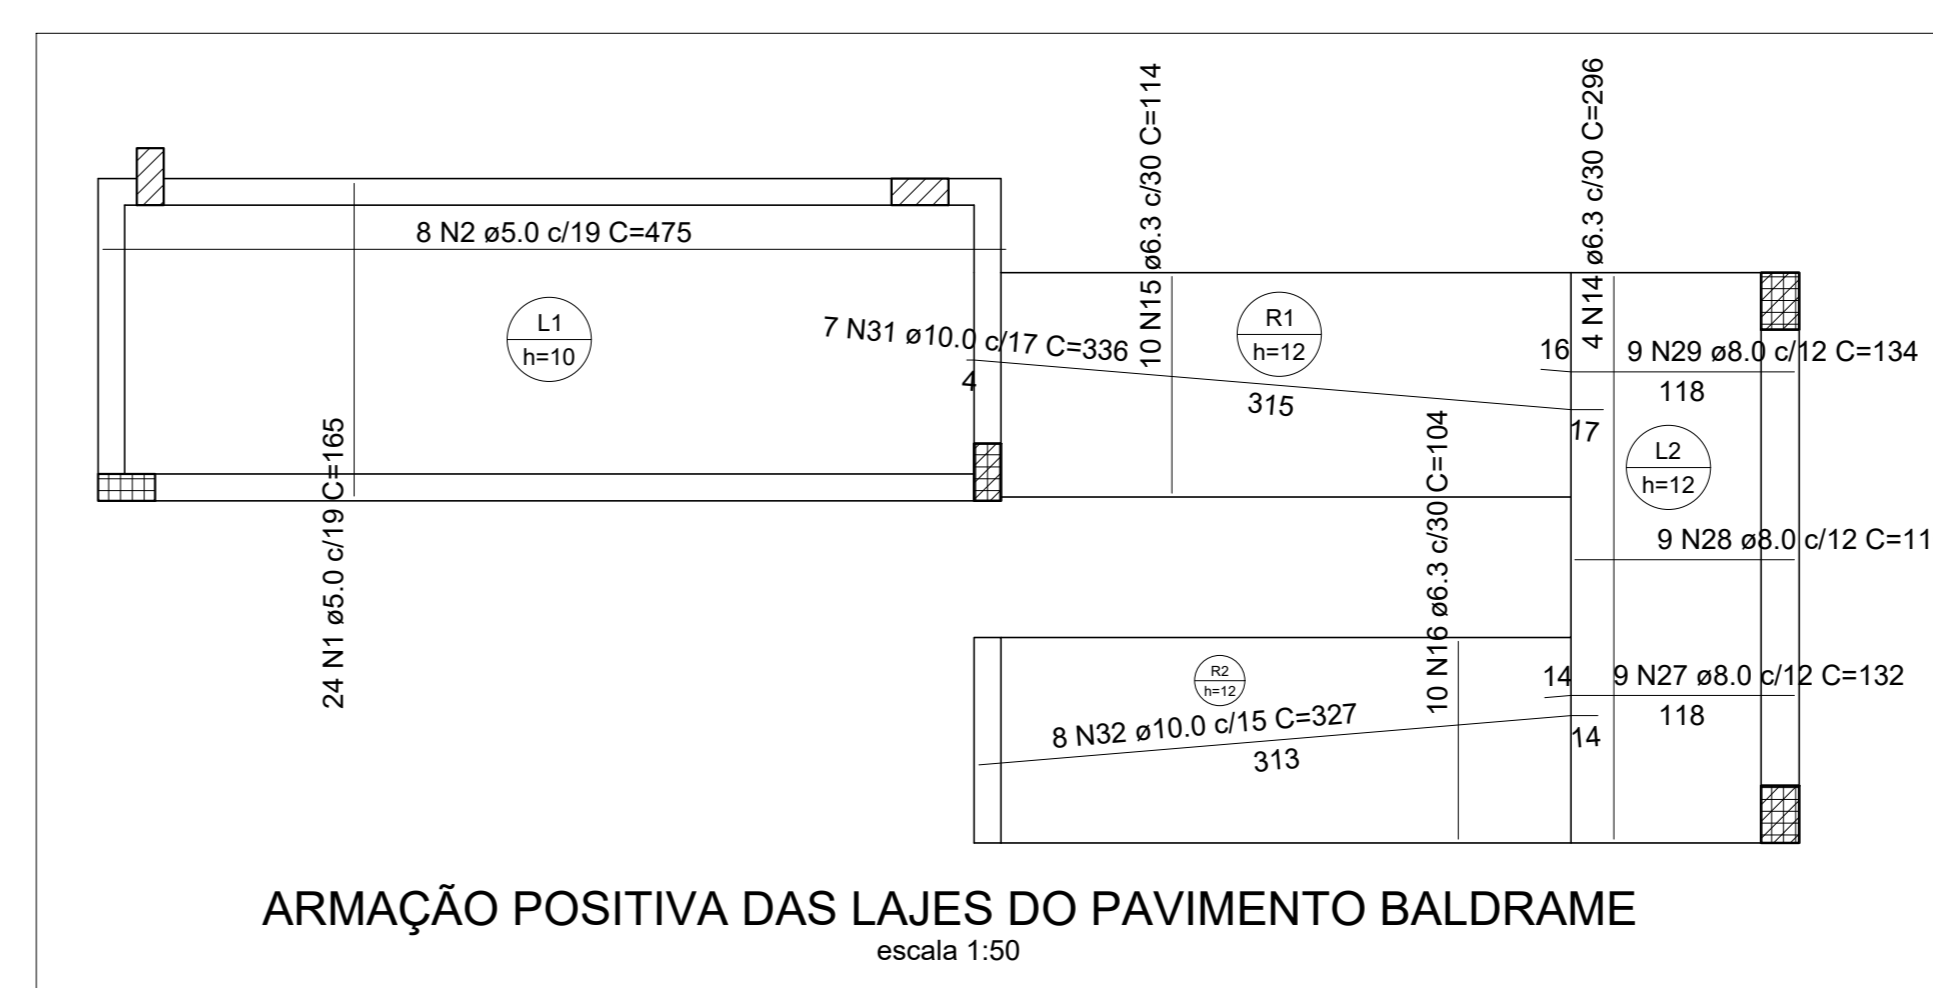 10 N15 ø6.3 c/30 C=114
4 N14 ø6.3 c/30 C=296
8 N2 ø5.0 c/19 C=475
L1
h=10
7 N31 ø10.0 c/17 C=336
4
R1
h=12
315
16
17
9 N29 ø8.0 c/12 C=134
118
L2
h=12
24 N1 ø5.0 c/19 C=165
10 N16 ø6.3 c/30 C=104
9 N28 ø8.0 c/12 C=11
R2
h=12
8 N32 ø10.0 c/15 C=327
313
14
14
9 N27 ø8.0 c/12 C=132
118
ARMAÇÃO POSITIVA DAS LAJES DO PAVIMENTO BALDRAME
escala 1:50